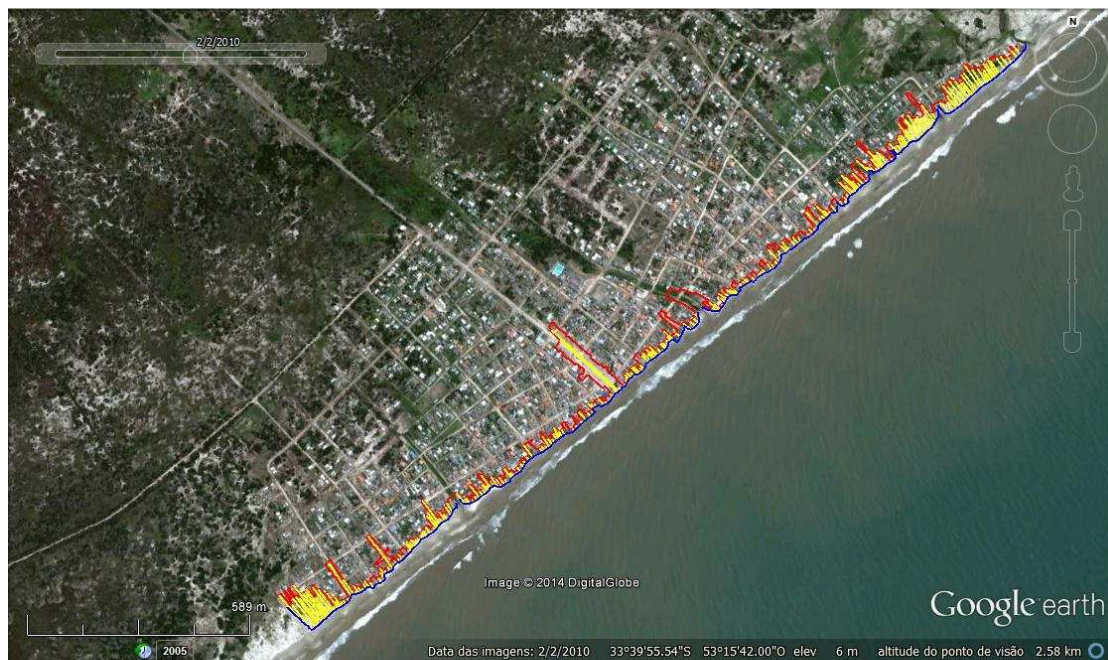 2/2/2010
N
589 m
Image © 2014 DigitalGlobe
Google earth
2005
Data das imagens: 2/2/2010 33°39'55.54"S 53°15'42.00"O elev 6 m altitude do ponto de visão 2.58 km